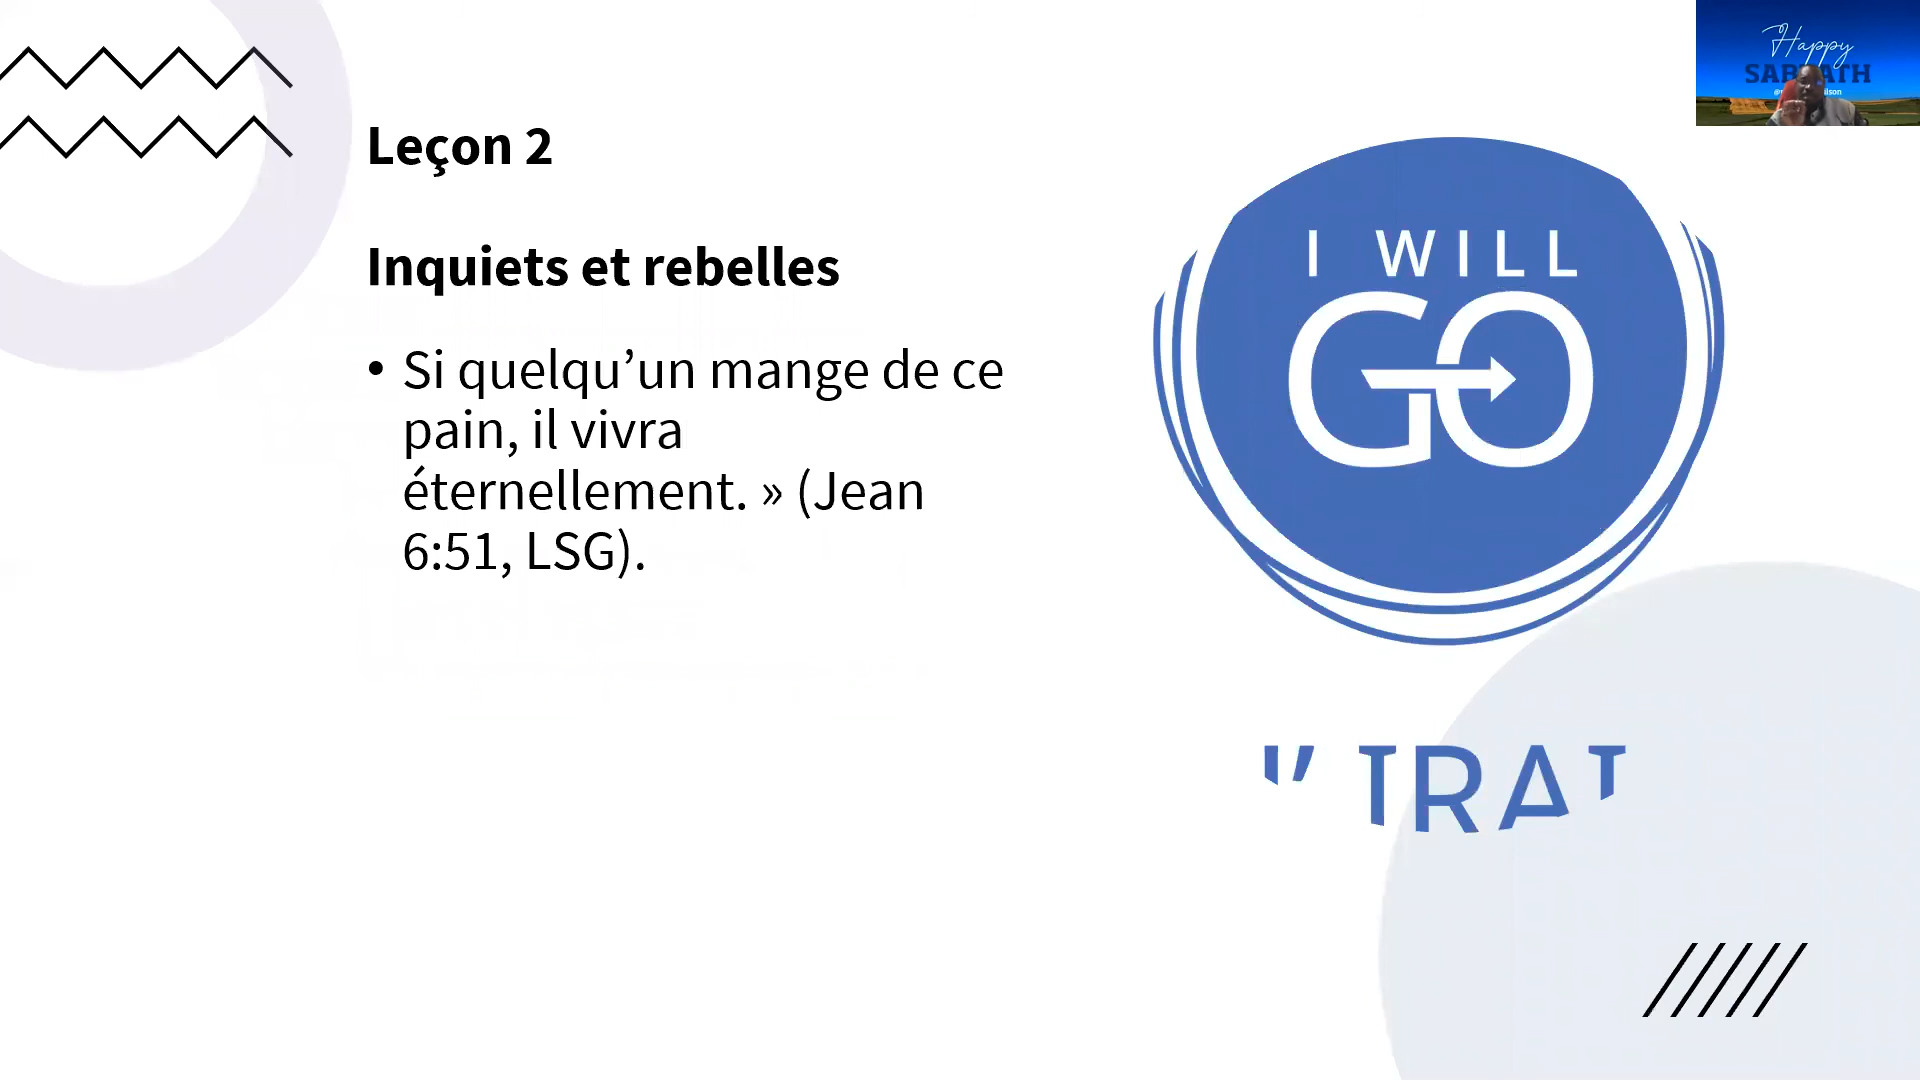 Happy
SABBATH
Leçon 2
Inquiets et rebelles
• Si quelqu’un mange de ce
pain, il vivra
éternellement. » (Jean
6:51, LSG).
I WILL
GO